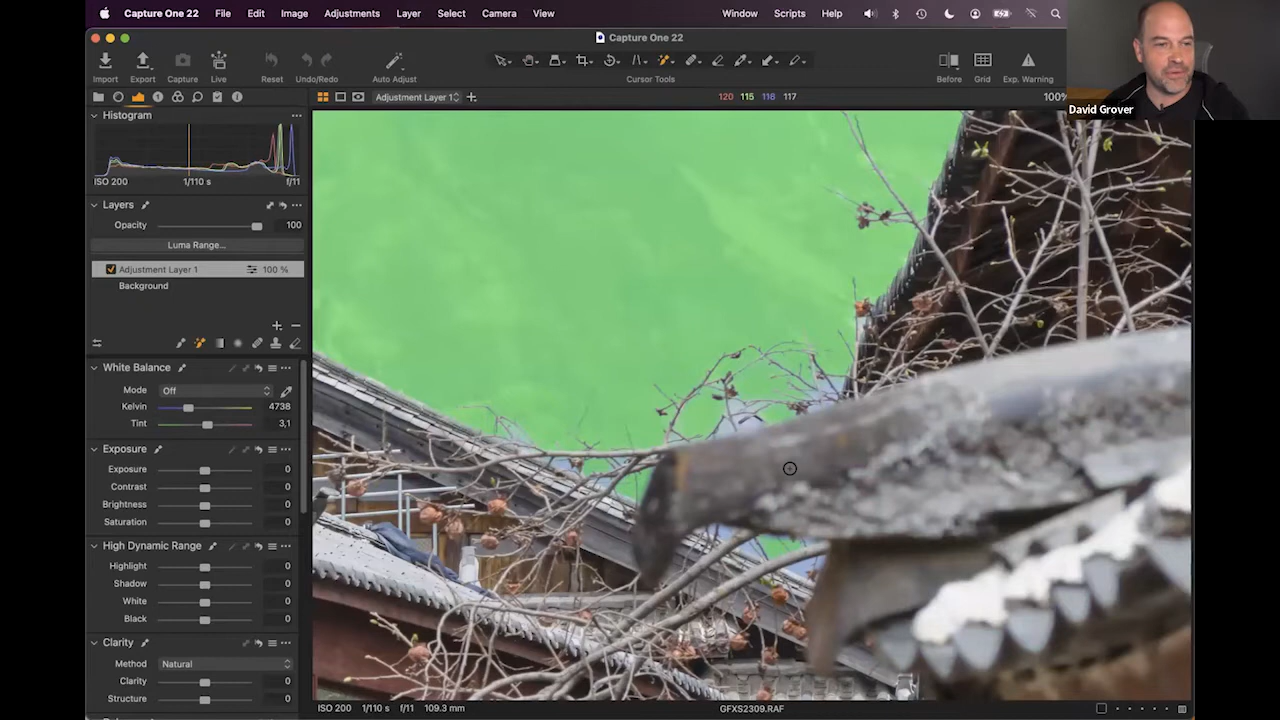 Capture One 22 File Edit Image Adjustments Layer Select Camera View Window Scripts Help
Capture One 22
Import Export Capture Live Reset Undo/Redo Auto Adjust Cursor Tools Before Grid Exp. Warning
Adjustment Layer 1 120 115 118 117 100%
David Grover
Histogram
ISO 200 1/110 s f/11
Layers
Opacity 100
Luma Range...
Adjustment Layer 1 100 %
Background
White Balance
Mode Off
Kelvin 4738
Tint 3,1
Exposure
Exposure 0
Contrast 0
Brightness 0
Saturation 0
High Dynamic Range
Highlight 0
Shadow 0
White 0
Black 0
Clarity
Method Natural
Clarity 0
Structure 0
ISO 200 1/110 s f/11 109.3 mm GFXS2309.RAF